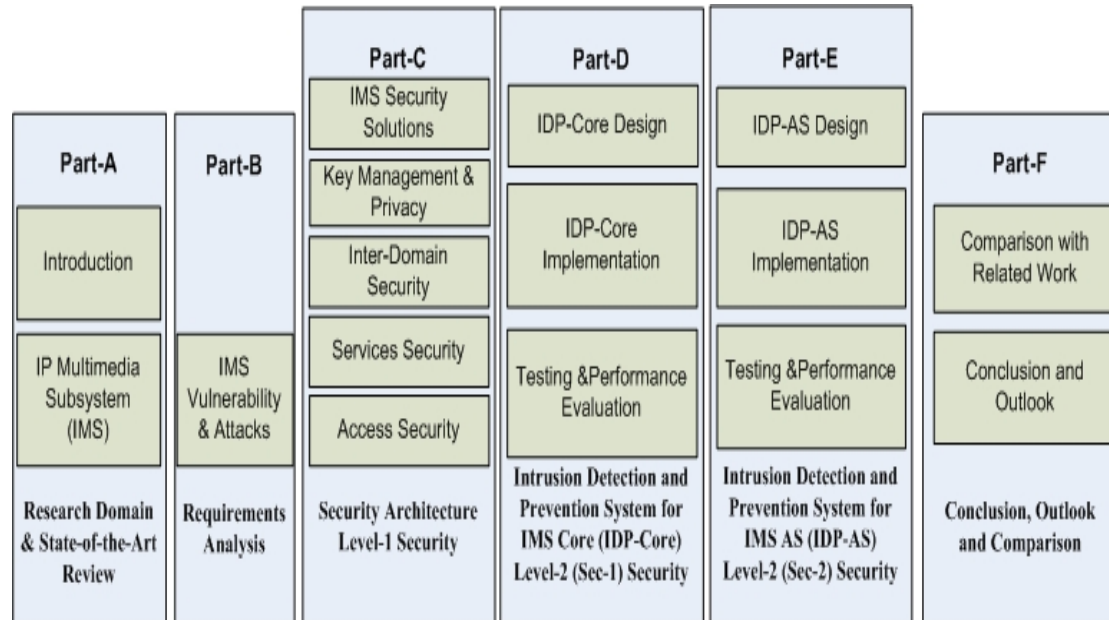 Part-A
Introduction
IP Multimedia
Subsystem
(IMS)
Research Domain
& State-of-the-Art
Review
Part-B
IMS
Vulnerability
& Attacks
Requirements
Analysis
Part-C
IMS Security
Solutions
Key Management &
Privacy
Inter-Domain
Security
Services Security
Access Security
Security Architecture
Level-1 Security
Part-D
IDP-Core Design
IDP-Core
Implementation
Testing &Performance
Evaluation
Intrusion Detection and
Prevention System for
IMS Core (IDP-Core)
Level-2 (Sec-1) Security
Part-E
IDP-AS Design
IDP-AS
Implementation
Testing &Performance
Evaluation
Intrusion Detection and
Prevention System for
IMS AS (IDP-AS)
Level-2 (Sec-2) Security
Part-F
Comparison with
Related Work
Conclusion and
Outlook
Conclusion, Outlook
and Comparison